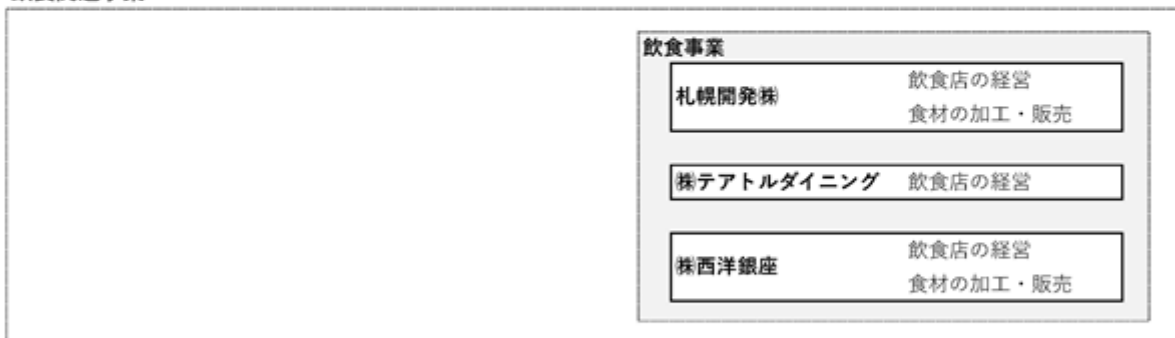 飲食事業
札幌開発㈱
飲食店の経営
食材の加工・販売
㈱テアトルダイニング 飲食店の経営
㈱西洋銀座
飲食店の経営
食材の加工・販売